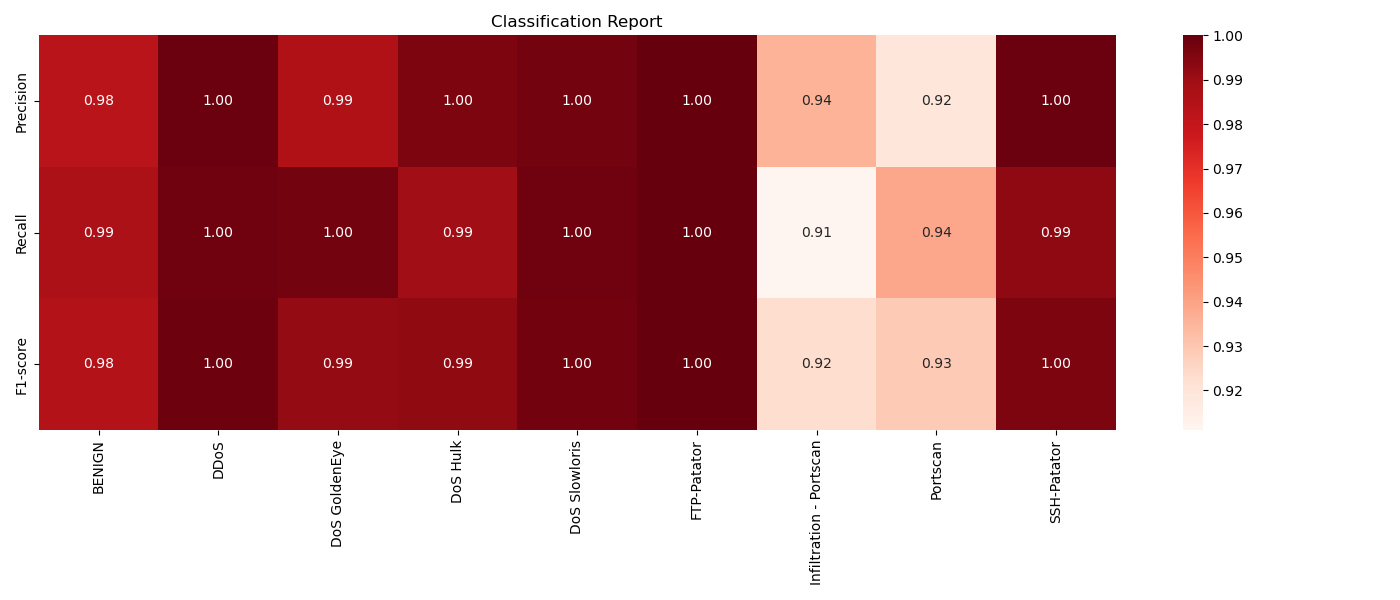 Classification Report
Precision 0.98 1.00 0.99 1.00 1.00 1.00 0.94 0.92 1.00
Recall 0.99 1.00 1.00 0.99 1.00 1.00 0.91 0.94 0.99
F1-score 0.98 1.00 0.99 0.99 1.00 1.00 0.92 0.93 1.00
BENIGN
DDoS
DoS GoldenEye
DoS Hulk
DoS Slowloris
FTP-Patator
Infiltration - Portscan
Portscan
SSH-Patator
1.00
0.99
0.98
0.97
0.96
0.95
0.94
0.93
0.92